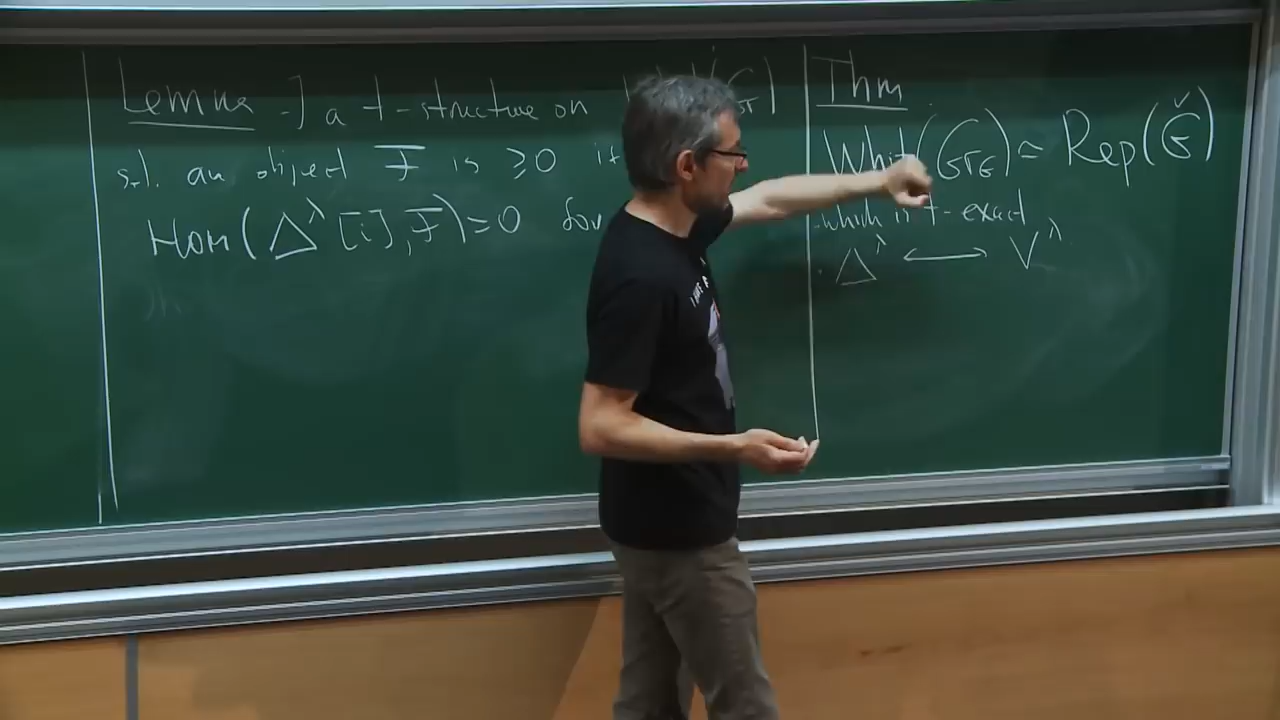 Lemma ∃ a t-structure on
s.t. an object F is ≥0 if
Hom(Δ^λ[i], F)=0 for
Thm
Whit(Gr_G) ≃ Rep(Ǧ)
which is t-exact
Δ^λ ⟷ V^λ